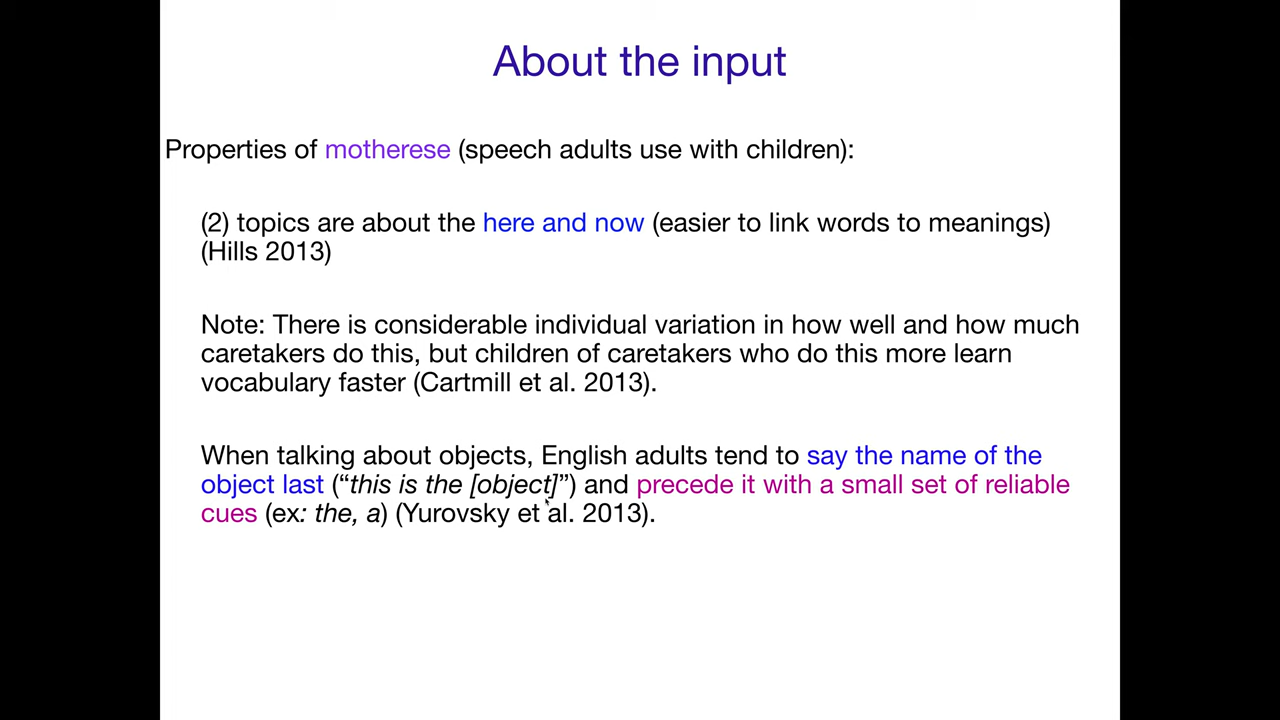 About the input
Properties of motherese (speech adults use with children):
(2) topics are about the here and now (easier to link words to meanings)
(Hills 2013)
Note: There is considerable individual variation in how well and how much
caretakers do this, but children of caretakers who do this more learn
vocabulary faster (Cartmill et al. 2013).
When talking about objects, English adults tend to say the name of the
object last (“this is the [object]”) and precede it with a small set of reliable
cues (ex: the, a) (Yurovsky et al. 2013).